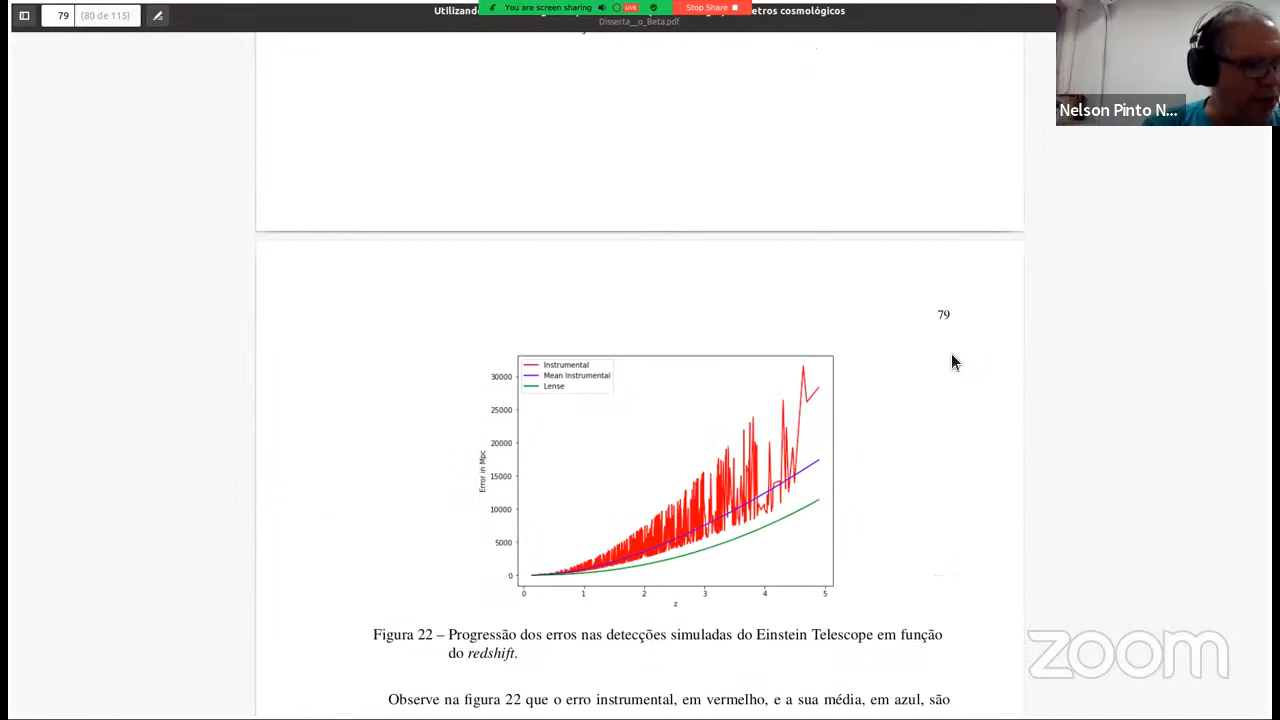 79 (80 de 115)
You are screen sharing LIVE Stop Share
Utilizand etros cosmológicos
Disserta__o_Beta.pdf
Nelson Pinto N...
79
Instrumental
Mean Instrumental
Lense
30000
25000
20000
15000
10000
5000
0
Error in Mpc
0 1 2 3 4 5
z
Figura 22 – Progressão dos erros nas detecções simuladas do Einstein Telescope em função
do redshift.
zoom
Observe na figura 22 que o erro instrumental, em vermelho, e a sua média, em azul, são